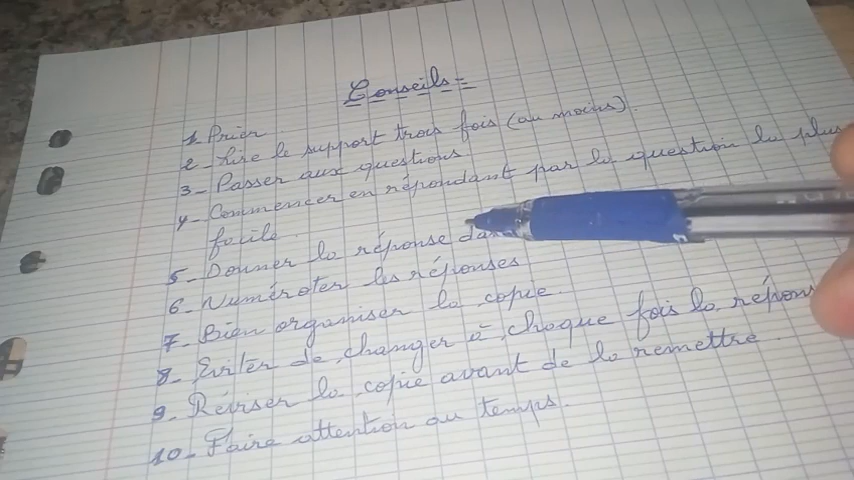 Conseils =
1. Prier
2 - Lire le support trois fois (au moins).
3 - Passer aux questions
4 - Commencer en répondant par la question la plus
facile.
5 - Donner la réponse
6 - Numéroter les réponses
7 - Bien organiser la copie.
8 - Eviter de changer à chaque fois la
9 - Réviser la copie avant de la remettre.
10 - Faire attention au temps.